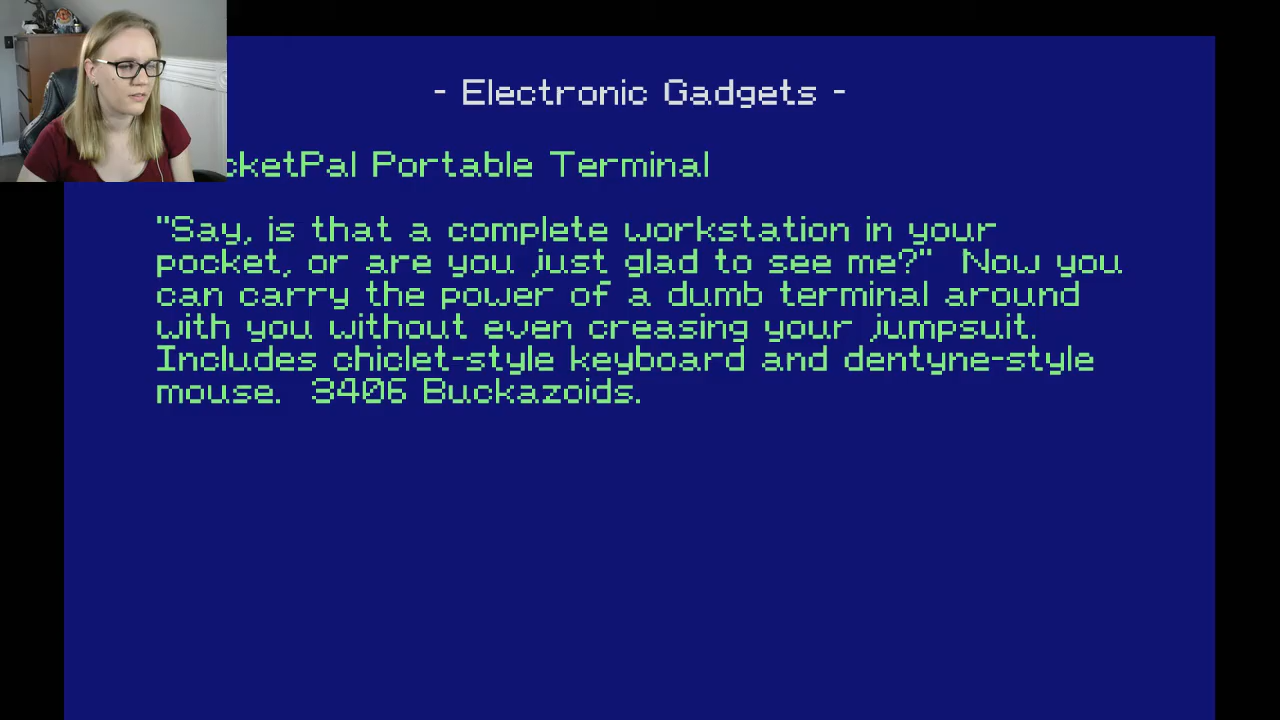 - Electronic Gadgets -
cketPal Portable Terminal
"Say, is that a complete workstation in your
pocket, or are you just glad to see me?"  Now you
can carry the power of a dumb terminal around
with you without even creasing your jumpsuit.
Includes chiclet-style keyboard and dentyne-style
mouse.  3406 Buckazoids.